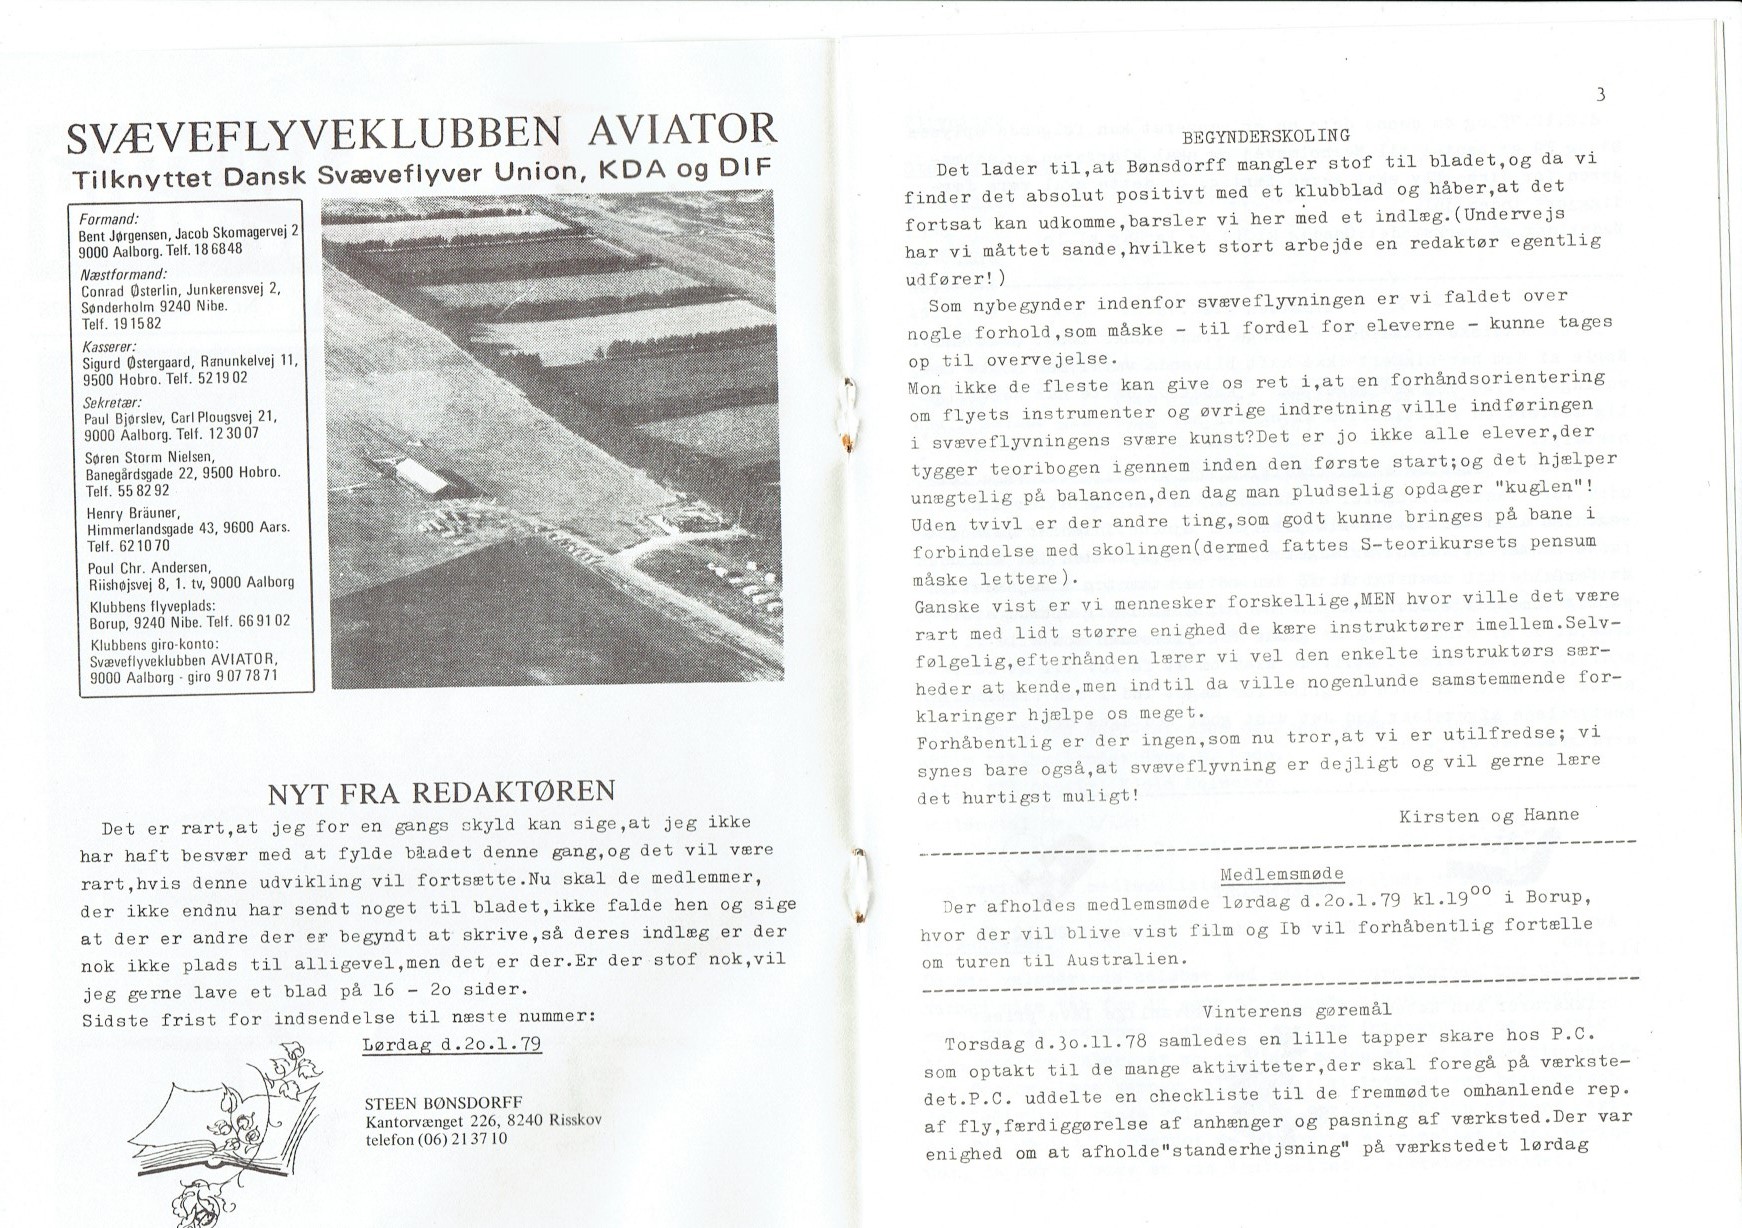 SVÆVEFLYVEKLUBBEN AVIATOR
Tilknyttet Dansk Svæveflyver Union, KDA og DIF
Formand:
Bent Jørgensen, Jacob Skomagervej 2
9000 Aalborg. Telf. 18 68 48
Næstformand:
Conrad Østerlin, Junkerensvej 2,
Sønderholm 9240 Nibe.
Telf. 19 15 82
Kasserer:
Sigurd Østergaard, Ranunkelvej 11,
9500 Hobro. Telf. 52 19 02
Sekretær:
Paul Bjørslev, Carl Plougsvej 21,
9000 Aalborg. Telf. 12 30 07
Søren Storm Nielsen,
Banegårdsgade 22, 9500 Hobro.
Telf. 55 82 92
Henry Bräuner,
Himmerlandsgade 43, 9600 Aars.
Telf. 62 10 70
Poul Chr. Andersen,
Riishøjsvej 8, 1. tv, 9000 Aalborg
Klubbens flyveplads:
Borup, 9240 Nibe. Telf. 66 91 02
Klubbens giro-konto:
Svæveflyveklubben AVIATOR,
9000 Aalborg - giro 9 07 78 71
NYT FRA REDAKTØREN
Det er rart,at jeg for en gangs skyld kan sige,at jeg ikke
har haft besvær med at fylde bladet denne gang,og det vil være
rart,hvis denne udvikling vil fortsætte.Nu skal de medlemmer,
der ikke endnu har sendt noget til bladet,ikke falde hen og sige
at der er andre der er begyndt at skrive,så deres indlæg er der
nok ikke plads til alligevel,men det er der.Er der stof nok,vil
jeg gerne lave et blad på 16 - 2o sider.
Sidste frist for indsendelse til næste nummer:
Lørdag d.2o.1.79
STEEN BØNSDORFF
Kantorvænget 226, 8240 Risskov
telefon (06) 21 37 10
3
BEGYNDERSKOLING
Det lader til,at Bønsdorff mangler stof til bladet,og da vi
finder det absolut positivt med et klubblad og håber,at det
fortsat kan udkomme,barsler vi her med et indlæg.(Undervejs
har vi måttet sande,hvilket stort arbejde en redaktør egentlig
udfører!)
Som nybegynder indenfor svæveflyvningen er vi faldet over
nogle forhold,som måske - til fordel for eleverne - kunne tages
op til overvejelse.
Mon ikke de fleste kan give os ret i,at en forhåndsorientering
om flyets instrumenter og øvrige indretning ville indføringen
i svæveflyvningens svære kunst?Det er jo ikke alle elever,der
tygger teoribogen igennem inden den første start;og det hjælper
unægtelig på balancen,den dag man pludselig opdager "kuglen"!
Uden tvivl er der andre ting,som godt kunne bringes på bane i
forbindelse med skolingen(dermed fattes S-teorikursets pensum
måske lettere).
Ganske vist er vi mennesker forskellige,MEN hvor ville det være
rart med lidt større enighed de kære instruktører imellem.Selv-
følgelig,efterhånden lærer vi vel den enkelte instruktørs sær-
heder at kende,men indtil da ville nogenlunde samstemmende for-
klaringer hjælpe os meget.
Forhåbentlig er der ingen,som nu tror,at vi er utilfredse; vi
synes bare også,at svæveflyvning er dejligt og vil gerne lære
det hurtigst muligt!
Kirsten og Hanne
Medlemsmøde
Der afholdes medlemsmøde lørdag d.2o.1.79 kl.19oo i Borup,
hvor der vil blive vist film og Ib vil forhåbentlig fortælle
om turen til Australien.
Vinterens gøremål
Torsdag d.3o.11.78 samledes en lille tapper skare hos P.C.
som optakt til de mange aktiviteter,der skal foregå på værkste-
det.P.C. uddelte en checkliste til de fremmødte omhanlende rep.
af fly,færdiggørelse af anhænger og pasning af værksted.Der var
enighed om at afholde"standerhejsning" på værkstedet lørdag